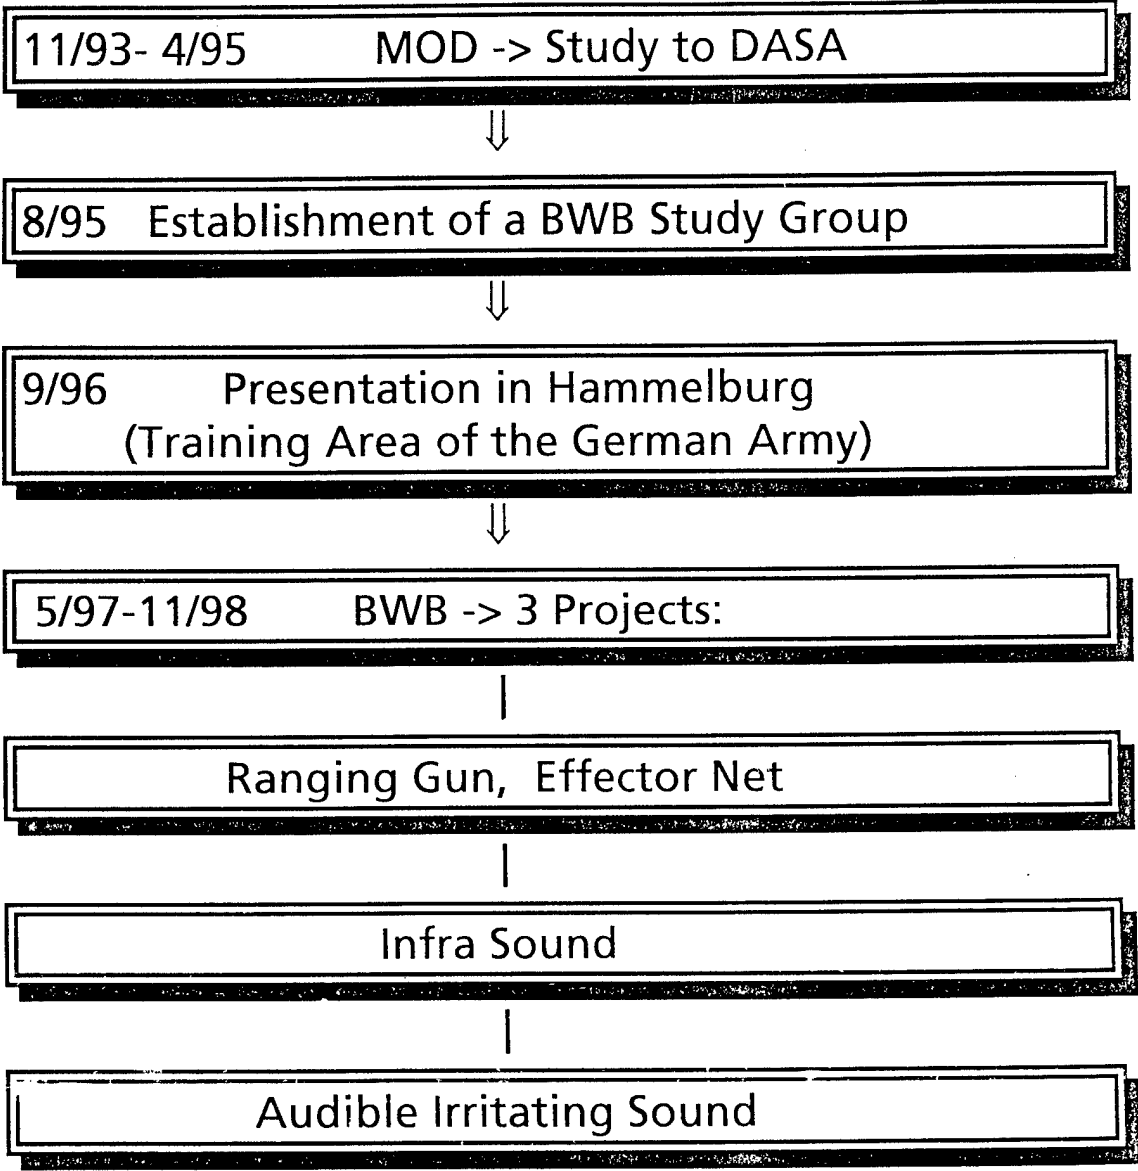 11/93- 4/95 MOD -> Study to DASA
8/95 Establishment of a BWB Study Group
9/96 Presentation in Hammelburg
(Training Area of the German Army)
5/97-11/98 BWB -> 3 Projects:
Ranging Gun, Effector Net
Infra Sound
Audible Irritating Sound